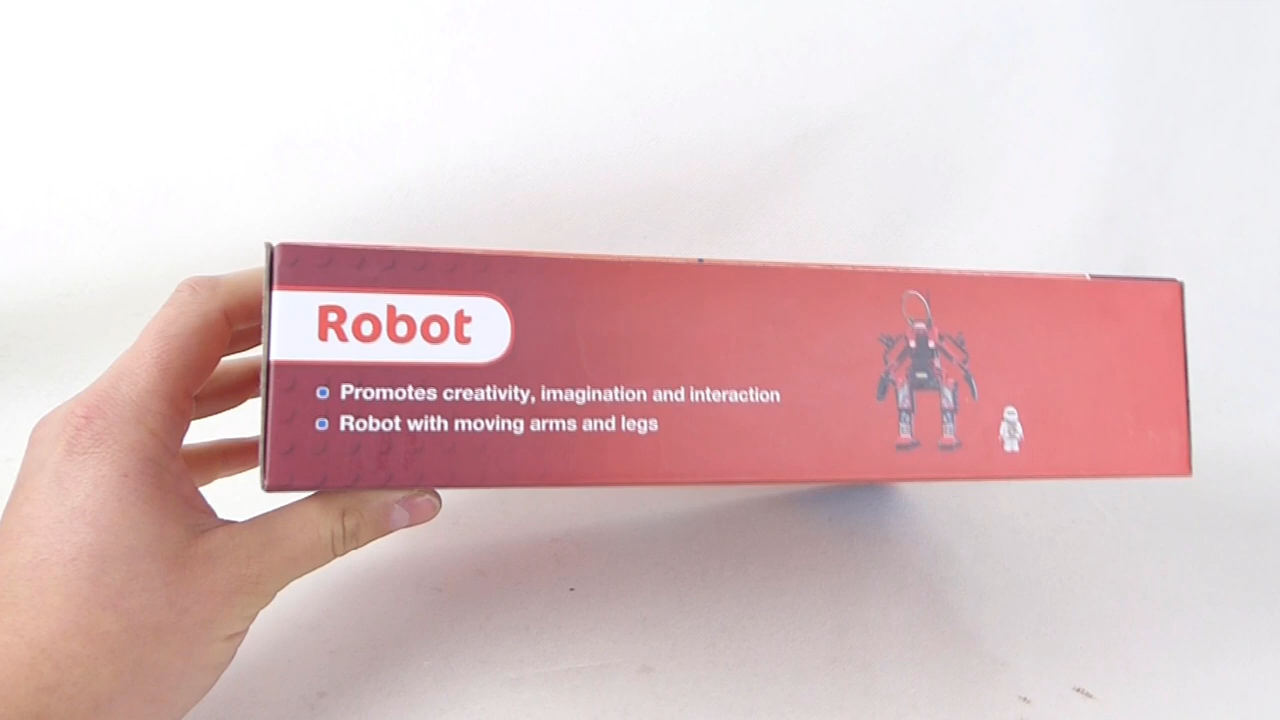 Robot
Promotes creativity, imagination and interaction
Robot with moving arms and legs